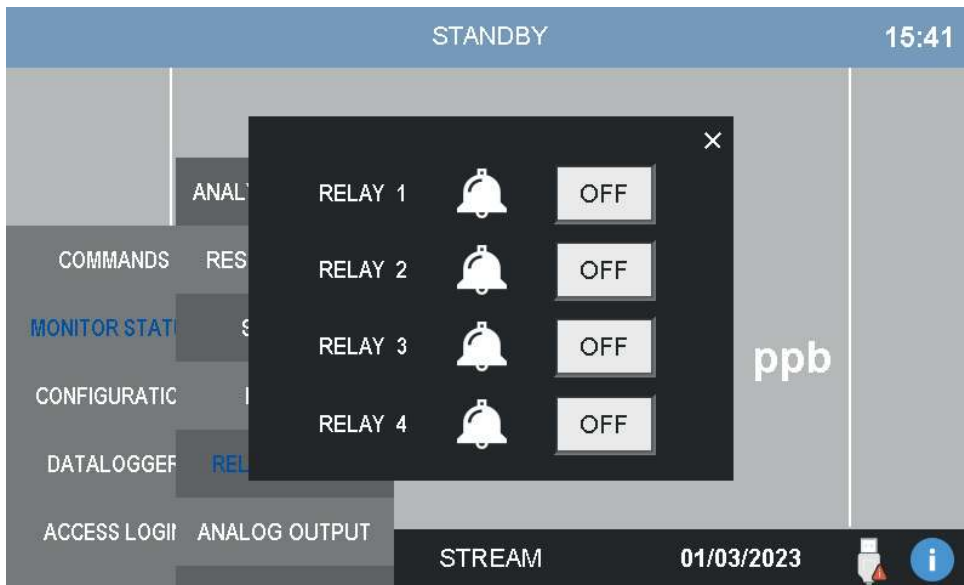 STANDBY 15:41
×
RELAY 1 OFF
RELAY 2 OFF
RELAY 3 OFF
RELAY 4 OFF
ppb
COMMANDS
MONITOR STAT
CONFIGURATIC
DATALOGGER
ACCESS LOGI
ANAL
RES
S
REL
ANALOG OUTPUT
STREAM 01/03/2023
i